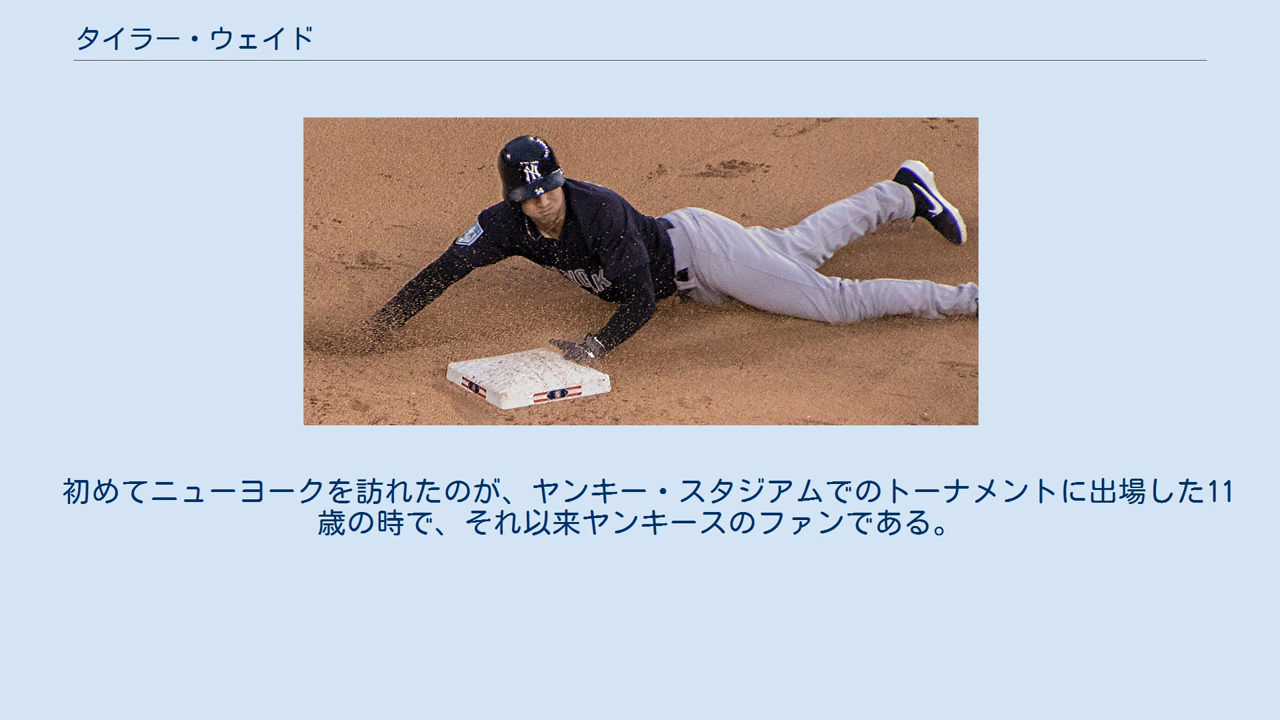 タイラー・ウェイド
NY
14
YORK
初めてニューヨークを訪れたのが、ヤンキー・スタジアムでのトーナメントに出場した11
歳の時で、それ以来ヤンキースのファンである。